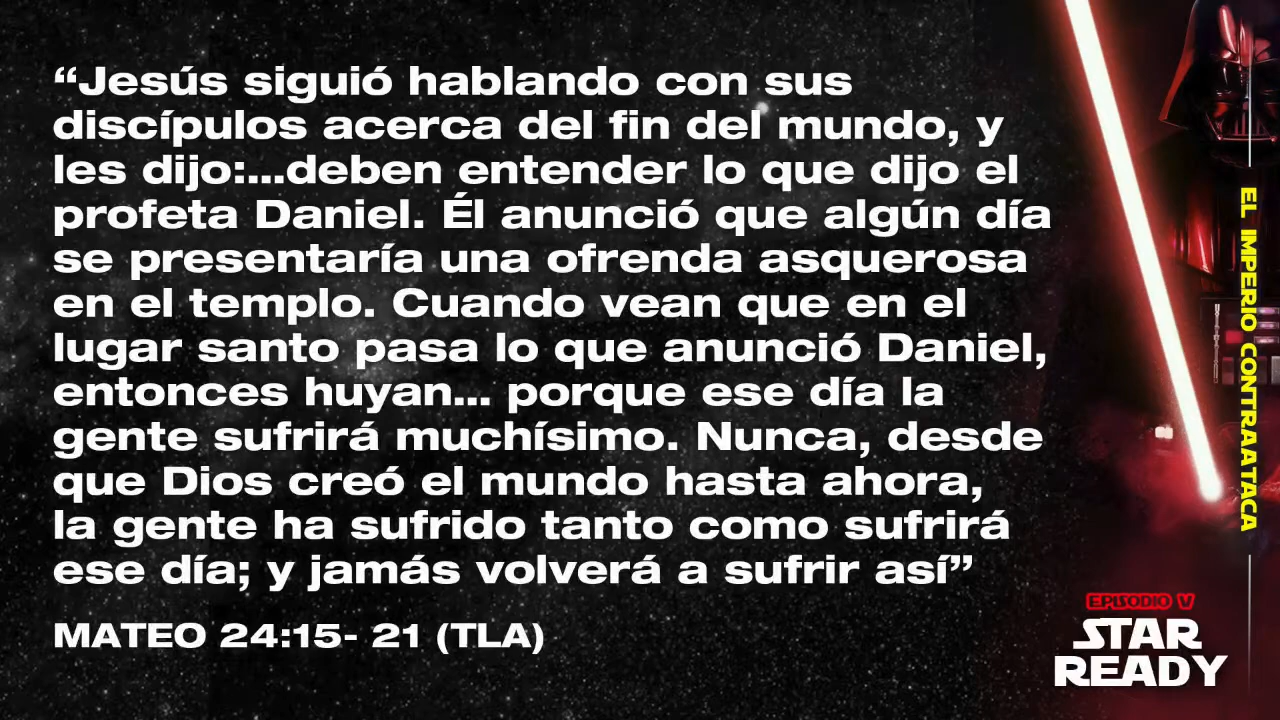 “Jesús siguió hablando con sus
discípulos acerca del fin del mundo, y
les dijo:...deben entender lo que dijo el
profeta Daniel. Él anunció que algún día
se presentaría una ofrenda asquerosa
en el templo. Cuando vean que en el
lugar santo pasa lo que anunció Daniel,
entonces huyan... porque ese día la
gente sufrirá muchísimo. Nunca, desde
que Dios creó el mundo hasta ahora,
la gente ha sufrido tanto como sufrirá
ese día; y jamás volverá a sufrir así”
MATEO 24:15- 21 (TLA)
EL IMPERIO CONTRAATACA
EPISODIO V
STAR
READY